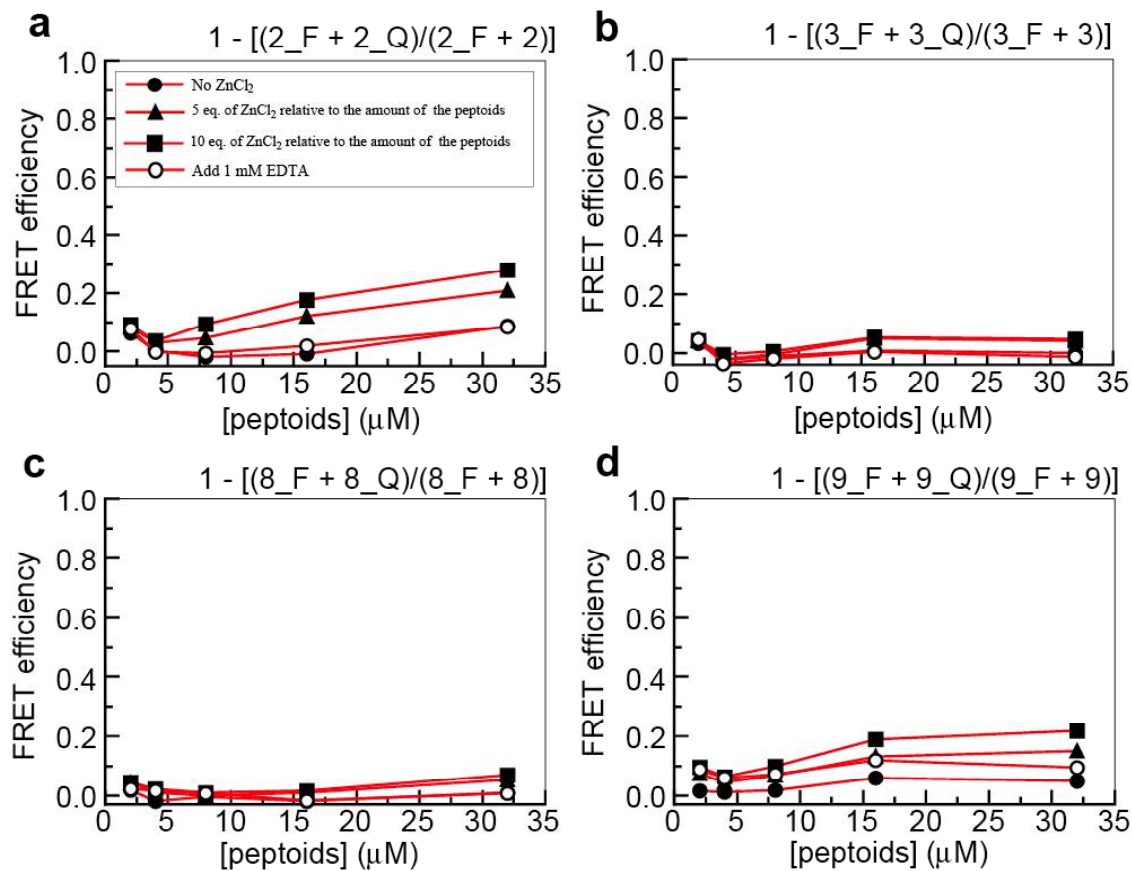 a
1 - [(2_F + 2_Q)/(2_F + 2)]
1.0
0.8
0.6
0.4
0.2
0.0
FRET efficiency
No ZnCl2
5 eq. of ZnCl2 relative to the amount of the peptoids
10 eq. of ZnCl2 relative to the amount of the peptoids
Add 1 mM EDTA
0 5 10 15 20 25 30 35
[peptoids] (μM)
b
1 - [(3_F + 3_Q)/(3_F + 3)]
1.0
0.8
0.6
0.4
0.2
0.0
FRET efficiency
0 5 10 15 20 25 30 35
[peptoids] (μM)
c
1 - [(8_F + 8_Q)/(8_F + 8)]
1.0
0.8
0.6
0.4
0.2
0.0
FRET efficiency
0 5 10 15 20 25 30 35
[peptoids] (μM)
d
1 - [(9_F + 9_Q)/(9_F + 9)]
1.0
0.8
0.6
0.4
0.2
0.0
FRET efficiency
0 5 10 15 20 25 30 35
[peptoids] (μM)